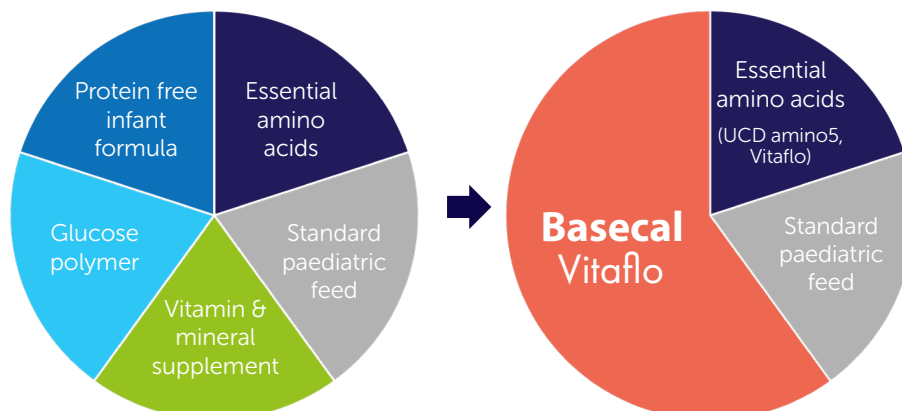 Protein free
infant
formula
Essential
amino
acids
Glucose
polymer
Standard
paediatric
feed
Vitamin &
mineral
supplement
Essential
amino acids
(UCD amino5,
Vitaflo)
Basecal
Vitaflo
Standard
paediatric
feed